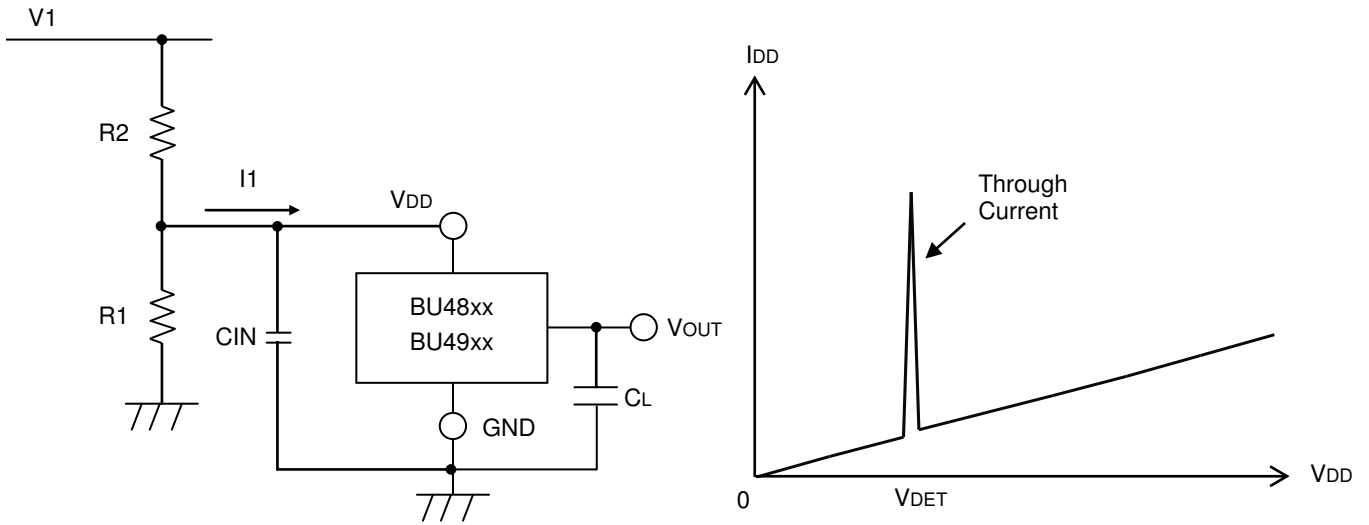 V1
R2
I1
VDD
R1
CIN
BU48xx
BU49xx
VOUT
CL
GND
IDD
Through
Current
0
VDET
VDD